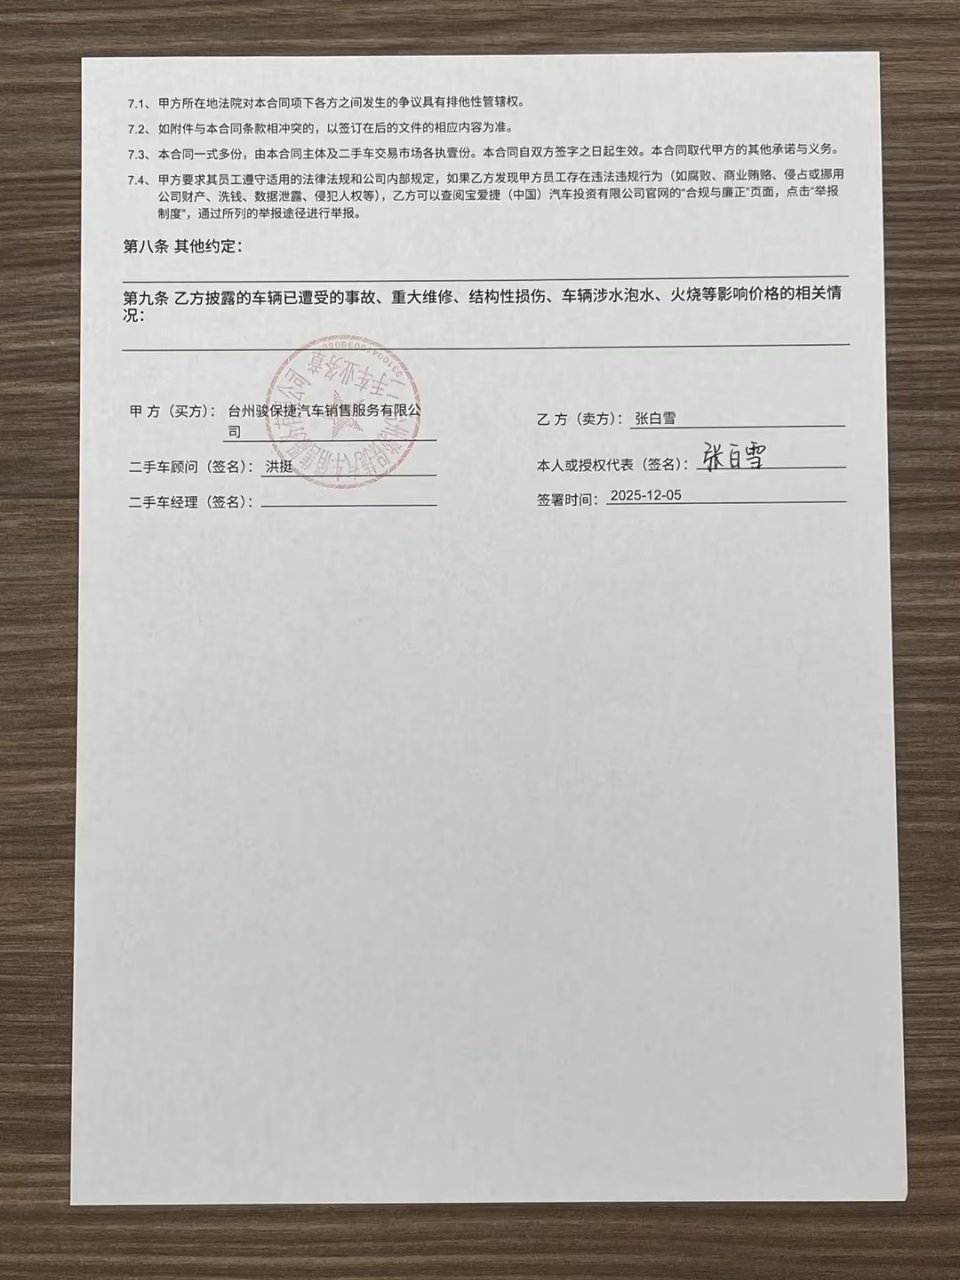 7.1、甲方所在地法院对本合同项下各方之间发生的争议具有排他性管辖权。
7.2、如附件与本合同条款相冲突的，以签订在后的文件的相应内容为准。
7.3、本合同一式多份，由本合同主体及二手车交易市场各执壹份。本合同自双方签字之日起生效。本合同取代甲方的其他承诺与义务。
7.4、甲方要求其员工遵守适用的法律法规和公司内部规定，如果乙方发现甲方员工存在违法违规行为（如腐败、商业贿赂、侵占或挪用
公司财产、洗钱、数据泄露、侵犯人权等），乙方可以查阅宝爱捷（中国）汽车投资有限公司官网的“合规与廉正”页面，点击“举报
制度”，通过所列的举报途径进行举报。
第八条 其他约定：
第九条 乙方披露的车辆已遭受的事故、重大维修、结构性损伤、车辆涉水泡水、火烧等影响价格的相关情
况：
甲 方（买方）： 台州骏保捷汽车销售服务有限公
司
二手车顾问（签名）： 洪挺
二手车经理（签名）：
乙 方（卖方）： 张白雪
本人或授权代表（签名）： 张白雪
签署时间： 2025-12-05
二手车业务章